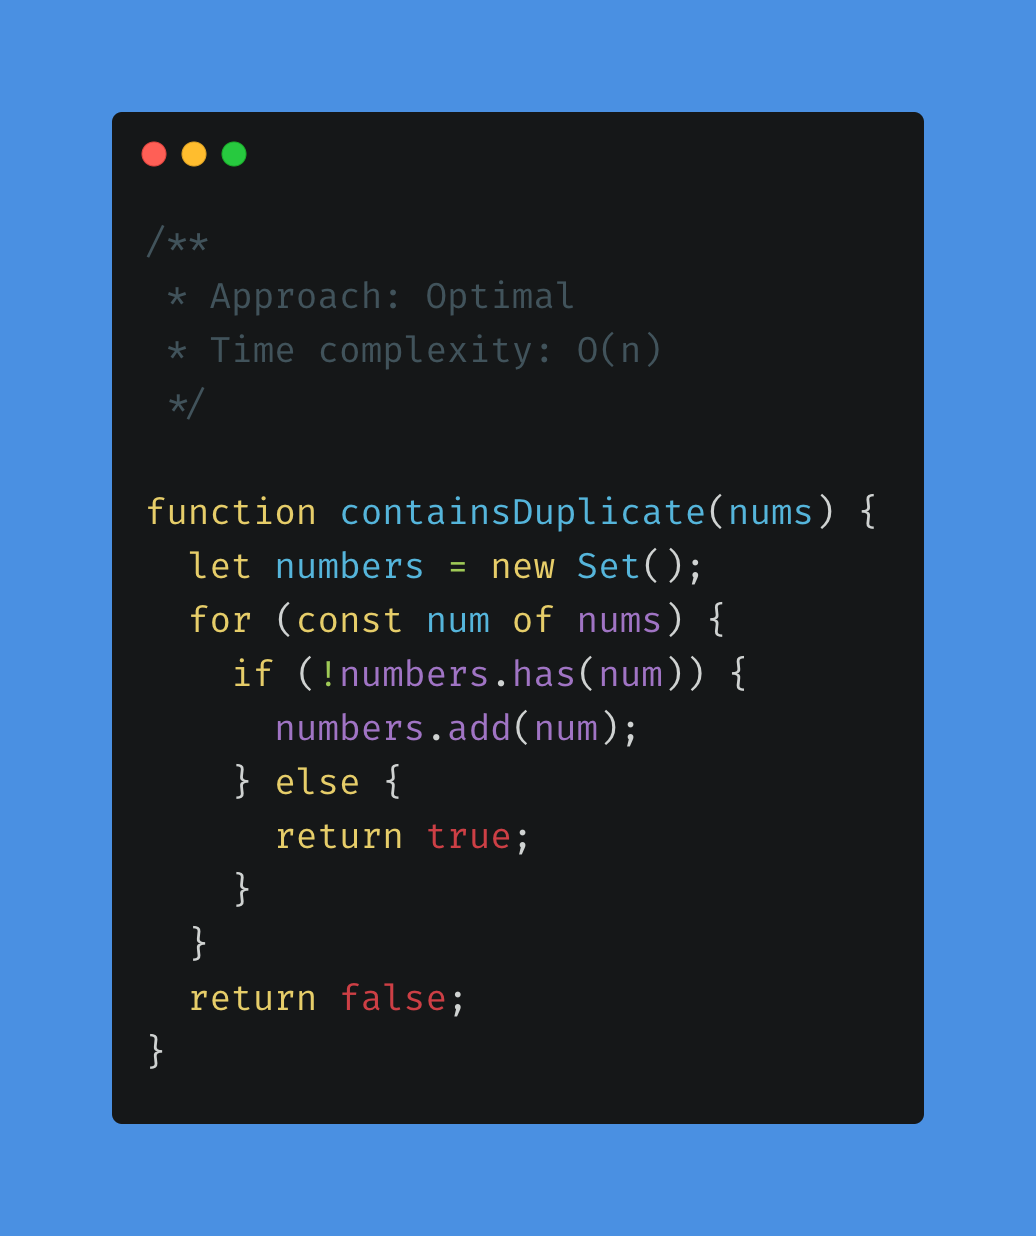 /**
 * Approach: Optimal
 * Time complexity: O(n)
 */

function containsDuplicate(nums) {
  let numbers = new Set();
  for (const num of nums) {
    if (!numbers.has(num)) {
      numbers.add(num);
    } else {
      return true;
    }
  }
  return false;
}